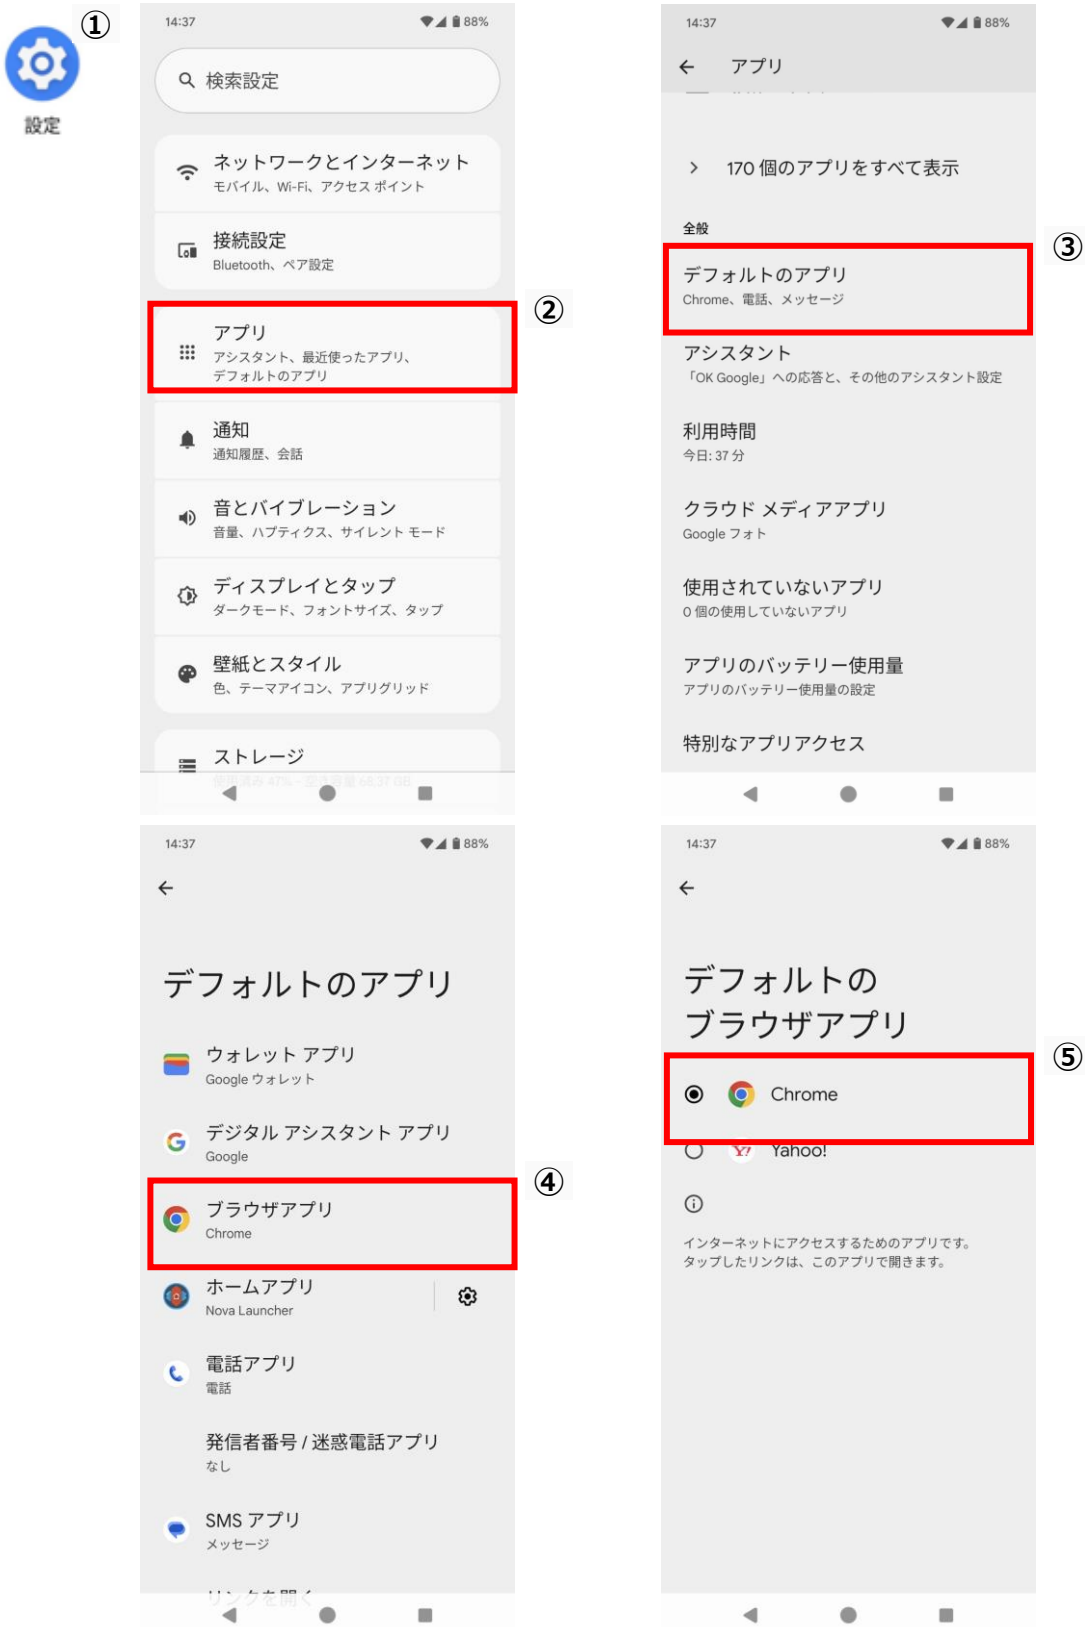 ①
設定
14:37 88%
検索設定
ネットワークとインターネット
モバイル、Wi-Fi、アクセス ポイント
接続設定
Bluetooth、ペア設定
②
アプリ
アシスタント、最近使ったアプリ、
デフォルトのアプリ
通知
通知履歴、会話
音とバイブレーション
音量、ハプティクス、サイレント モード
ディスプレイとタップ
ダークモード、フォントサイズ、タップ
壁紙とスタイル
色、テーマアイコン、アプリグリッド
ストレージ
使用済み 47% - 空き容量 68.37 GB
14:37 88%
アプリ
170 個のアプリをすべて表示
全般
③
デフォルトのアプリ
Chrome、電話、メッセージ
アシスタント
「OK Google」への応答と、その他のアシスタント設定
利用時間
今日: 37 分
クラウド メディアアプリ
Google フォト
使用されていないアプリ
0 個の使用していないアプリ
アプリのバッテリー使用量
アプリのバッテリー使用量の設定
特別なアプリアクセス
14:37 88%
デフォルトのアプリ
ウォレット アプリ
Google ウォレット
デジタル アシスタント アプリ
Google
④
ブラウザアプリ
Chrome
ホームアプリ
Nova Launcher
電話アプリ
電話
発信者番号 / 迷惑電話アプリ
なし
SMS アプリ
メッセージ
リンクを開く
14:37 88%
デフォルトの
ブラウザアプリ
⑤
Chrome
Yahoo!
インターネットにアクセスするためのアプリです。
タップしたリンクは、このアプリで開きます。